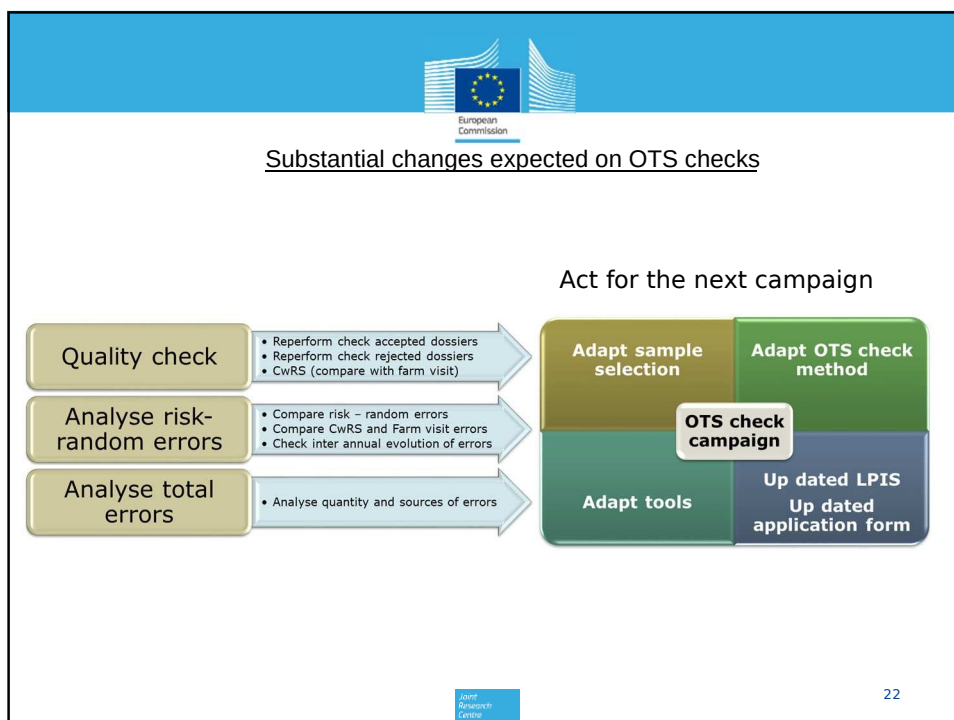 European
Commission
Substantial changes expected on OTS checks
Act for the next campaign
Quality check
• Reperform check accepted dossiers
• Reperform check rejected dossiers
• CwRS (compare with farm visit)
Analyse risk-
random errors
• Compare risk – random errors
• Compare CwRS and Farm visit errors
• Check inter annual evolution of errors
Analyse total
errors
• Analyse quantity and sources of errors
Adapt sample
selection
Adapt OTS check
method
OTS check
campaign
Adapt tools
Up dated LPIS
Up dated
application form
Joint
Research
Centre
22